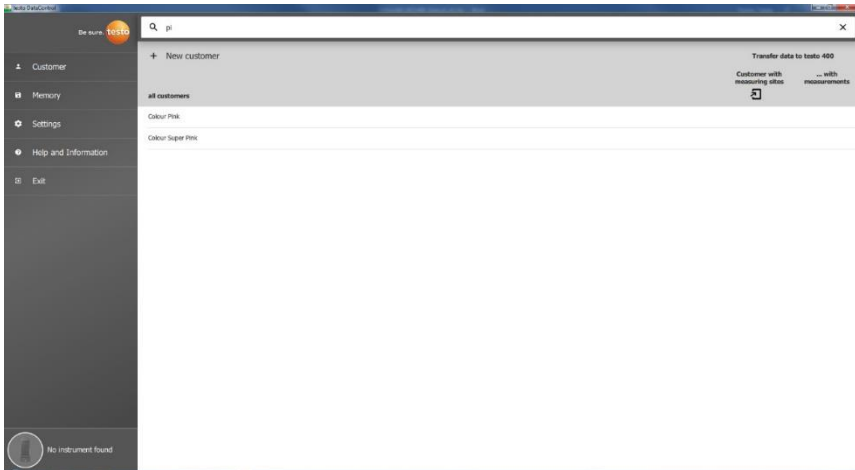 testo DataControl
Be sure. testo
Customer
Memory
Settings
Help and Information
Exit
No instrument found
pi
+ New customer
Transfer data to testo 400
Customer with
measuring sites
... with
measurements
all customers
Colour Pink
Colour Super Pink